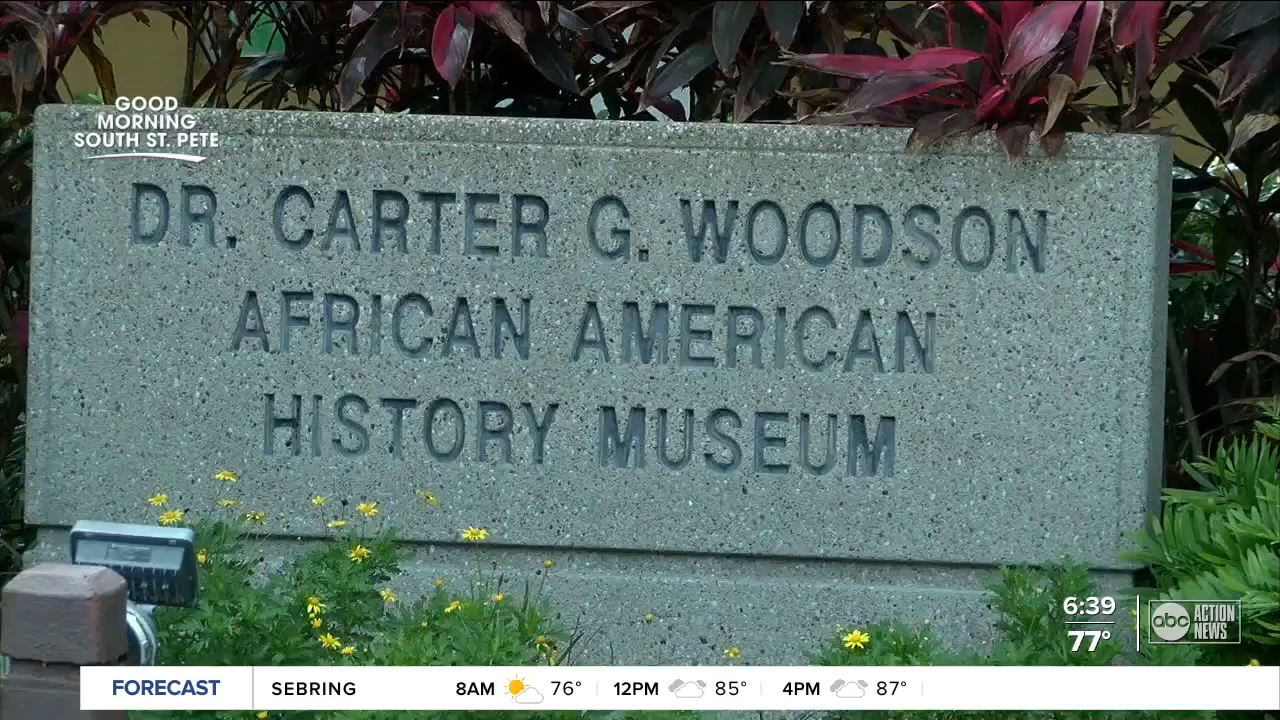 GOOD
MORNING
SOUTH ST. PETE
DR. CARTER G. WOODSON
AFRICAN AMERICAN
HISTORY MUSEUM
6:39
77°
abc ACTION NEWS
FORECAST SEBRING 8AM 76° 12PM 85° 4PM 87°